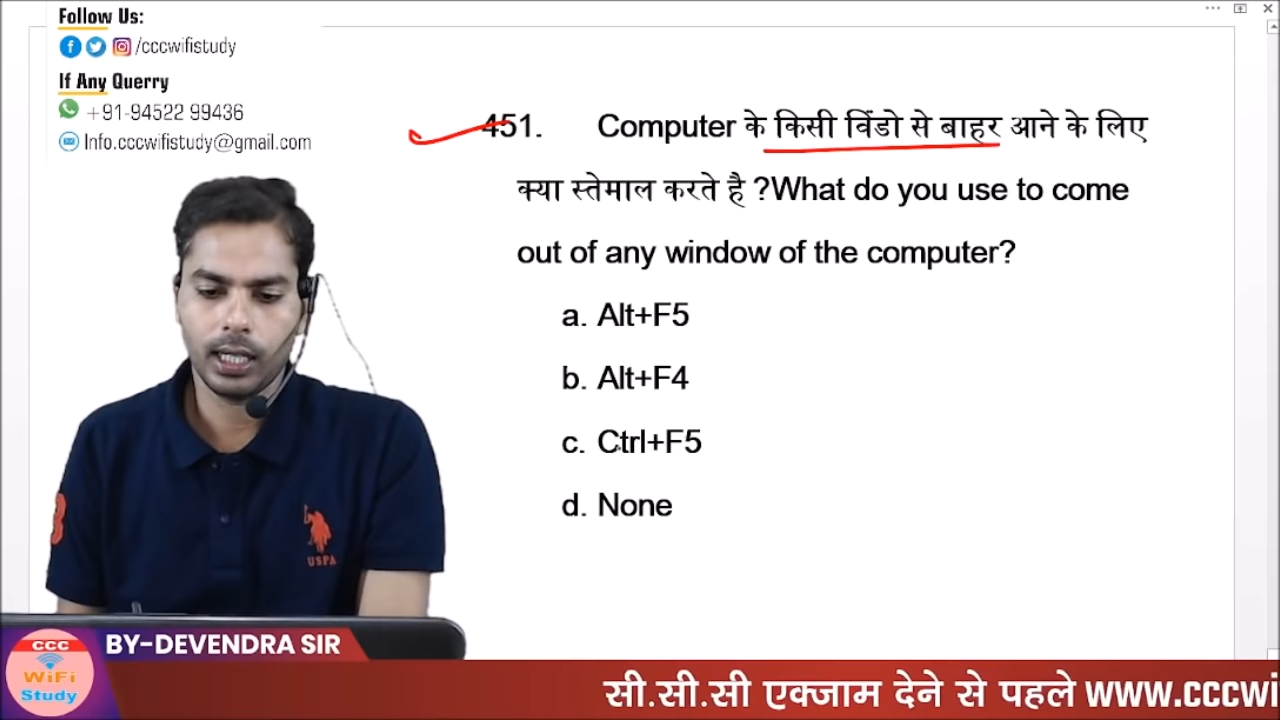 Follow Us:
/cccwifistudy
If Any Querry
+91-94522 99436
Info.cccwifistudy@gmail.com
451. Computer के किसी विंडो से बाहर आने के लिए
क्या स्तेमाल करते है ?What do you use to come
out of any window of the computer?
a. Alt+F5
b. Alt+F4
c. Ctrl+F5
d. None
USPA
3
BY-DEVENDRA SIR
CCC
WiFi
Study
सी.सी.सी एक्जाम देने से पहले www.cccwi